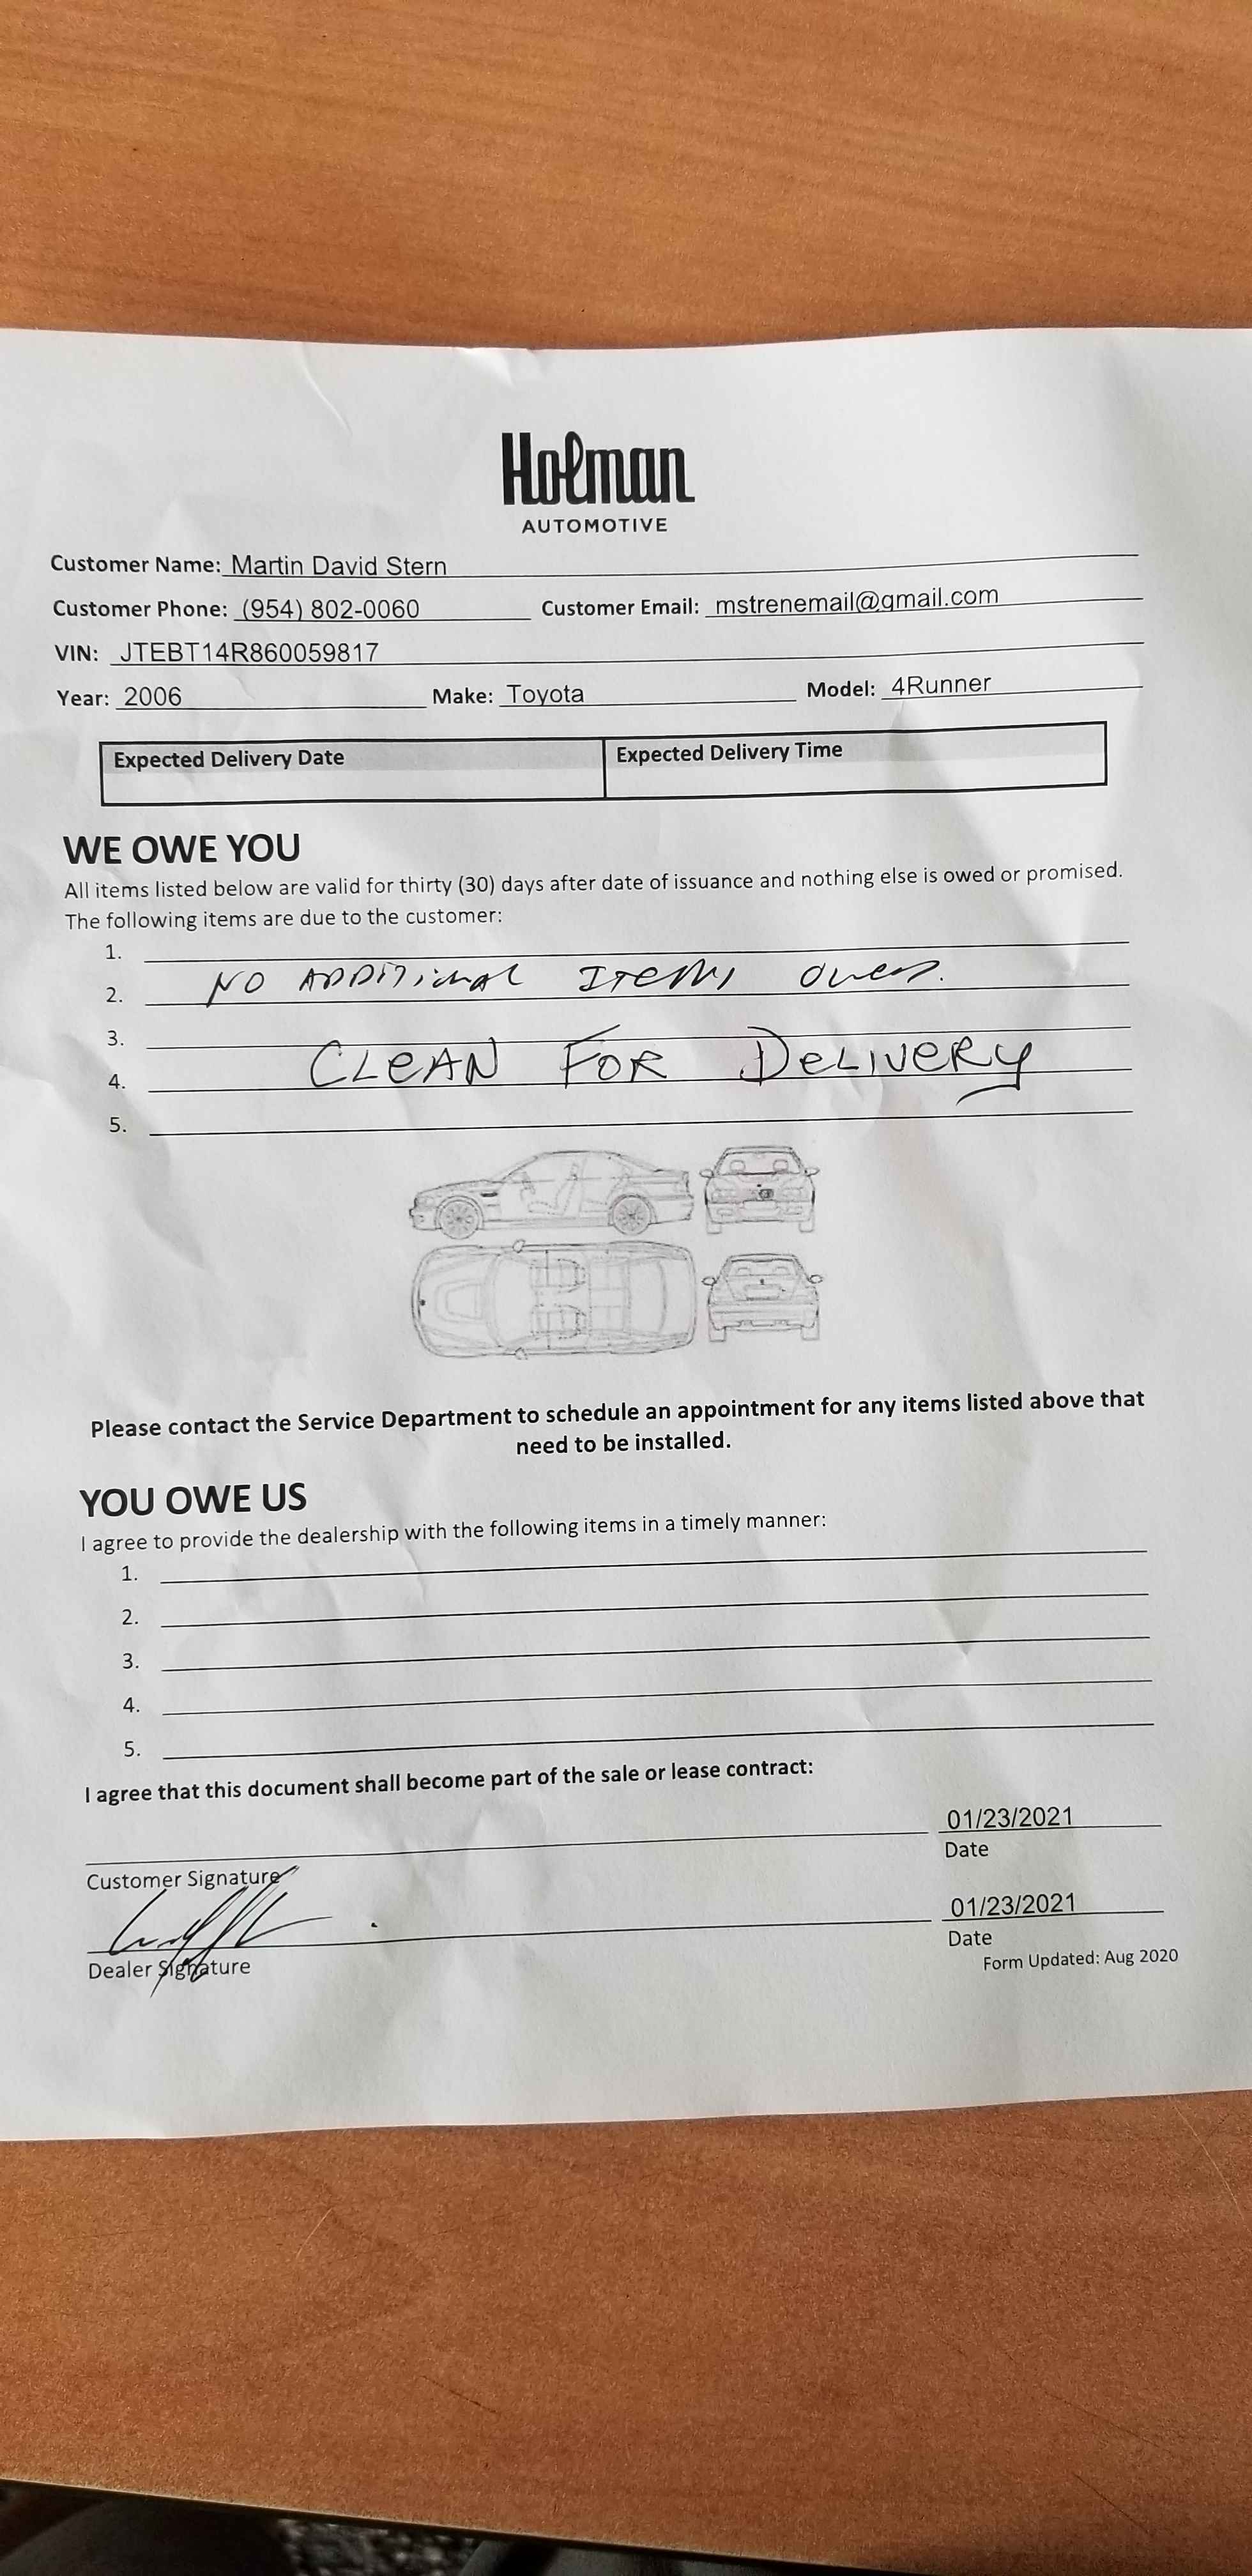 Holman
AUTOMOTIVE
Customer Name: Martin David Stern
Customer Phone: (954) 802-0060 Customer Email: mstrenemail@gmail.com
VIN: JTEBT14R860059817
Year: 2006 Make: Toyota Model: 4Runner
Expected Delivery Date Expected Delivery Time
WE OWE YOU
All items listed below are valid for thirty (30) days after date of issuance and nothing else is owed or promised.
The following items are due to the customer:
1.
2. NO ADDITIONAL ITEMS
3.
4. CLEAN FOR DELIVERY
5.
Please contact the Service Department to schedule an appointment for any items listed above that
need to be installed.
YOU OWE US
I agree to provide the dealership with the following items in a timely manner:
1.
2.
3.
4.
5.
I agree that this document shall become part of the sale or lease contract:
01/23/2021
Customer Signature Date
01/23/2021
Dealer Signature Date
Form Updated: Aug 2020